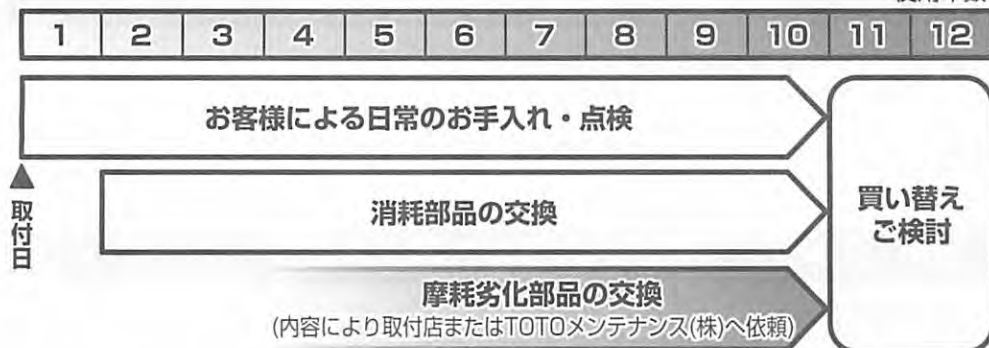 1 2 3 4 5 6 7 8 9 10 11 12
お客様による日常のお手入れ・点検
取付日
消耗部品の交換
買い替え
ご検討
摩耗劣化部品の交換
(内容により取付店またはTOTOメンテナンス(株)へ依頼)